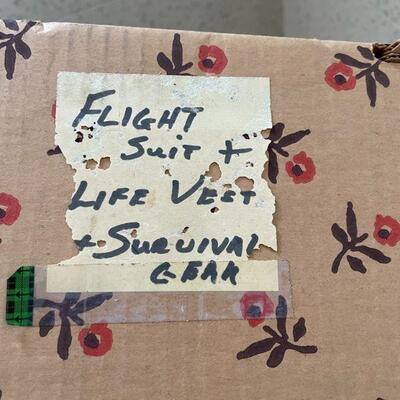 FLIGHT
SUIT +
LIFE VEST
+ SURVIVAL
GEAR